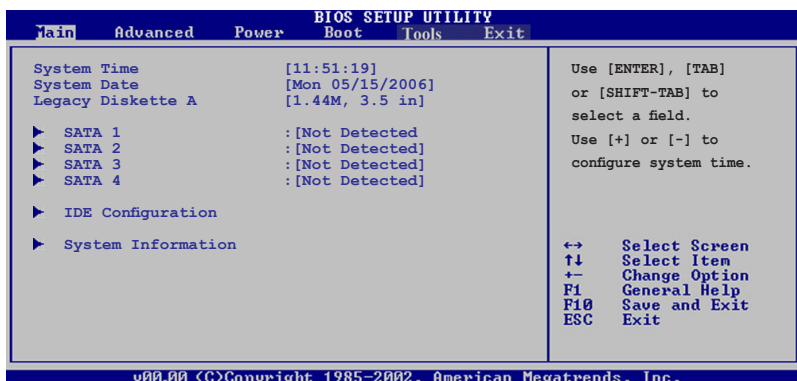 BIOS SETUP UTILITY
Main Advanced Power Boot Tools Exit
System Time [11:51:19]
System Date [Mon 05/15/2006]
Legacy Diskette A [1.44M, 3.5 in]
SATA 1 :[Not Detected
SATA 2 :[Not Detected]
SATA 3 :[Not Detected]
SATA 4 :[Not Detected]
IDE Configuration
System Information
Use [ENTER], [TAB]
or [SHIFT-TAB] to
select a field.
Use [+] or [-] to
configure system time.
←→ Select Screen
↑↓ Select Item
+- Change Option
F1 General Help
F10 Save and Exit
ESC Exit
v00.00 (C)Copyright 1985-2002, American Megatrends, Inc.